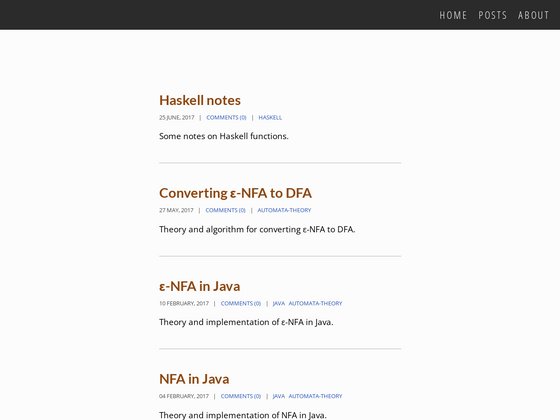 HOME POSTS ABOUT
Haskell notes
25 JUNE, 2017 | COMMENTS (0) | HASKELL
Some notes on Haskell functions.
Converting ε-NFA to DFA
27 MAY, 2017 | COMMENTS (0) | AUTOMATA-THEORY
Theory and algorithm for converting ε-NFA to DFA.
ε-NFA in Java
10 FEBRUARY, 2017 | COMMENTS (0) | JAVA AUTOMATA-THEORY
Theory and implementation of ε-NFA in Java.
NFA in Java
04 FEBRUARY, 2017 | COMMENTS (0) | JAVA AUTOMATA-THEORY
Theory and implementation of NFA in Java.